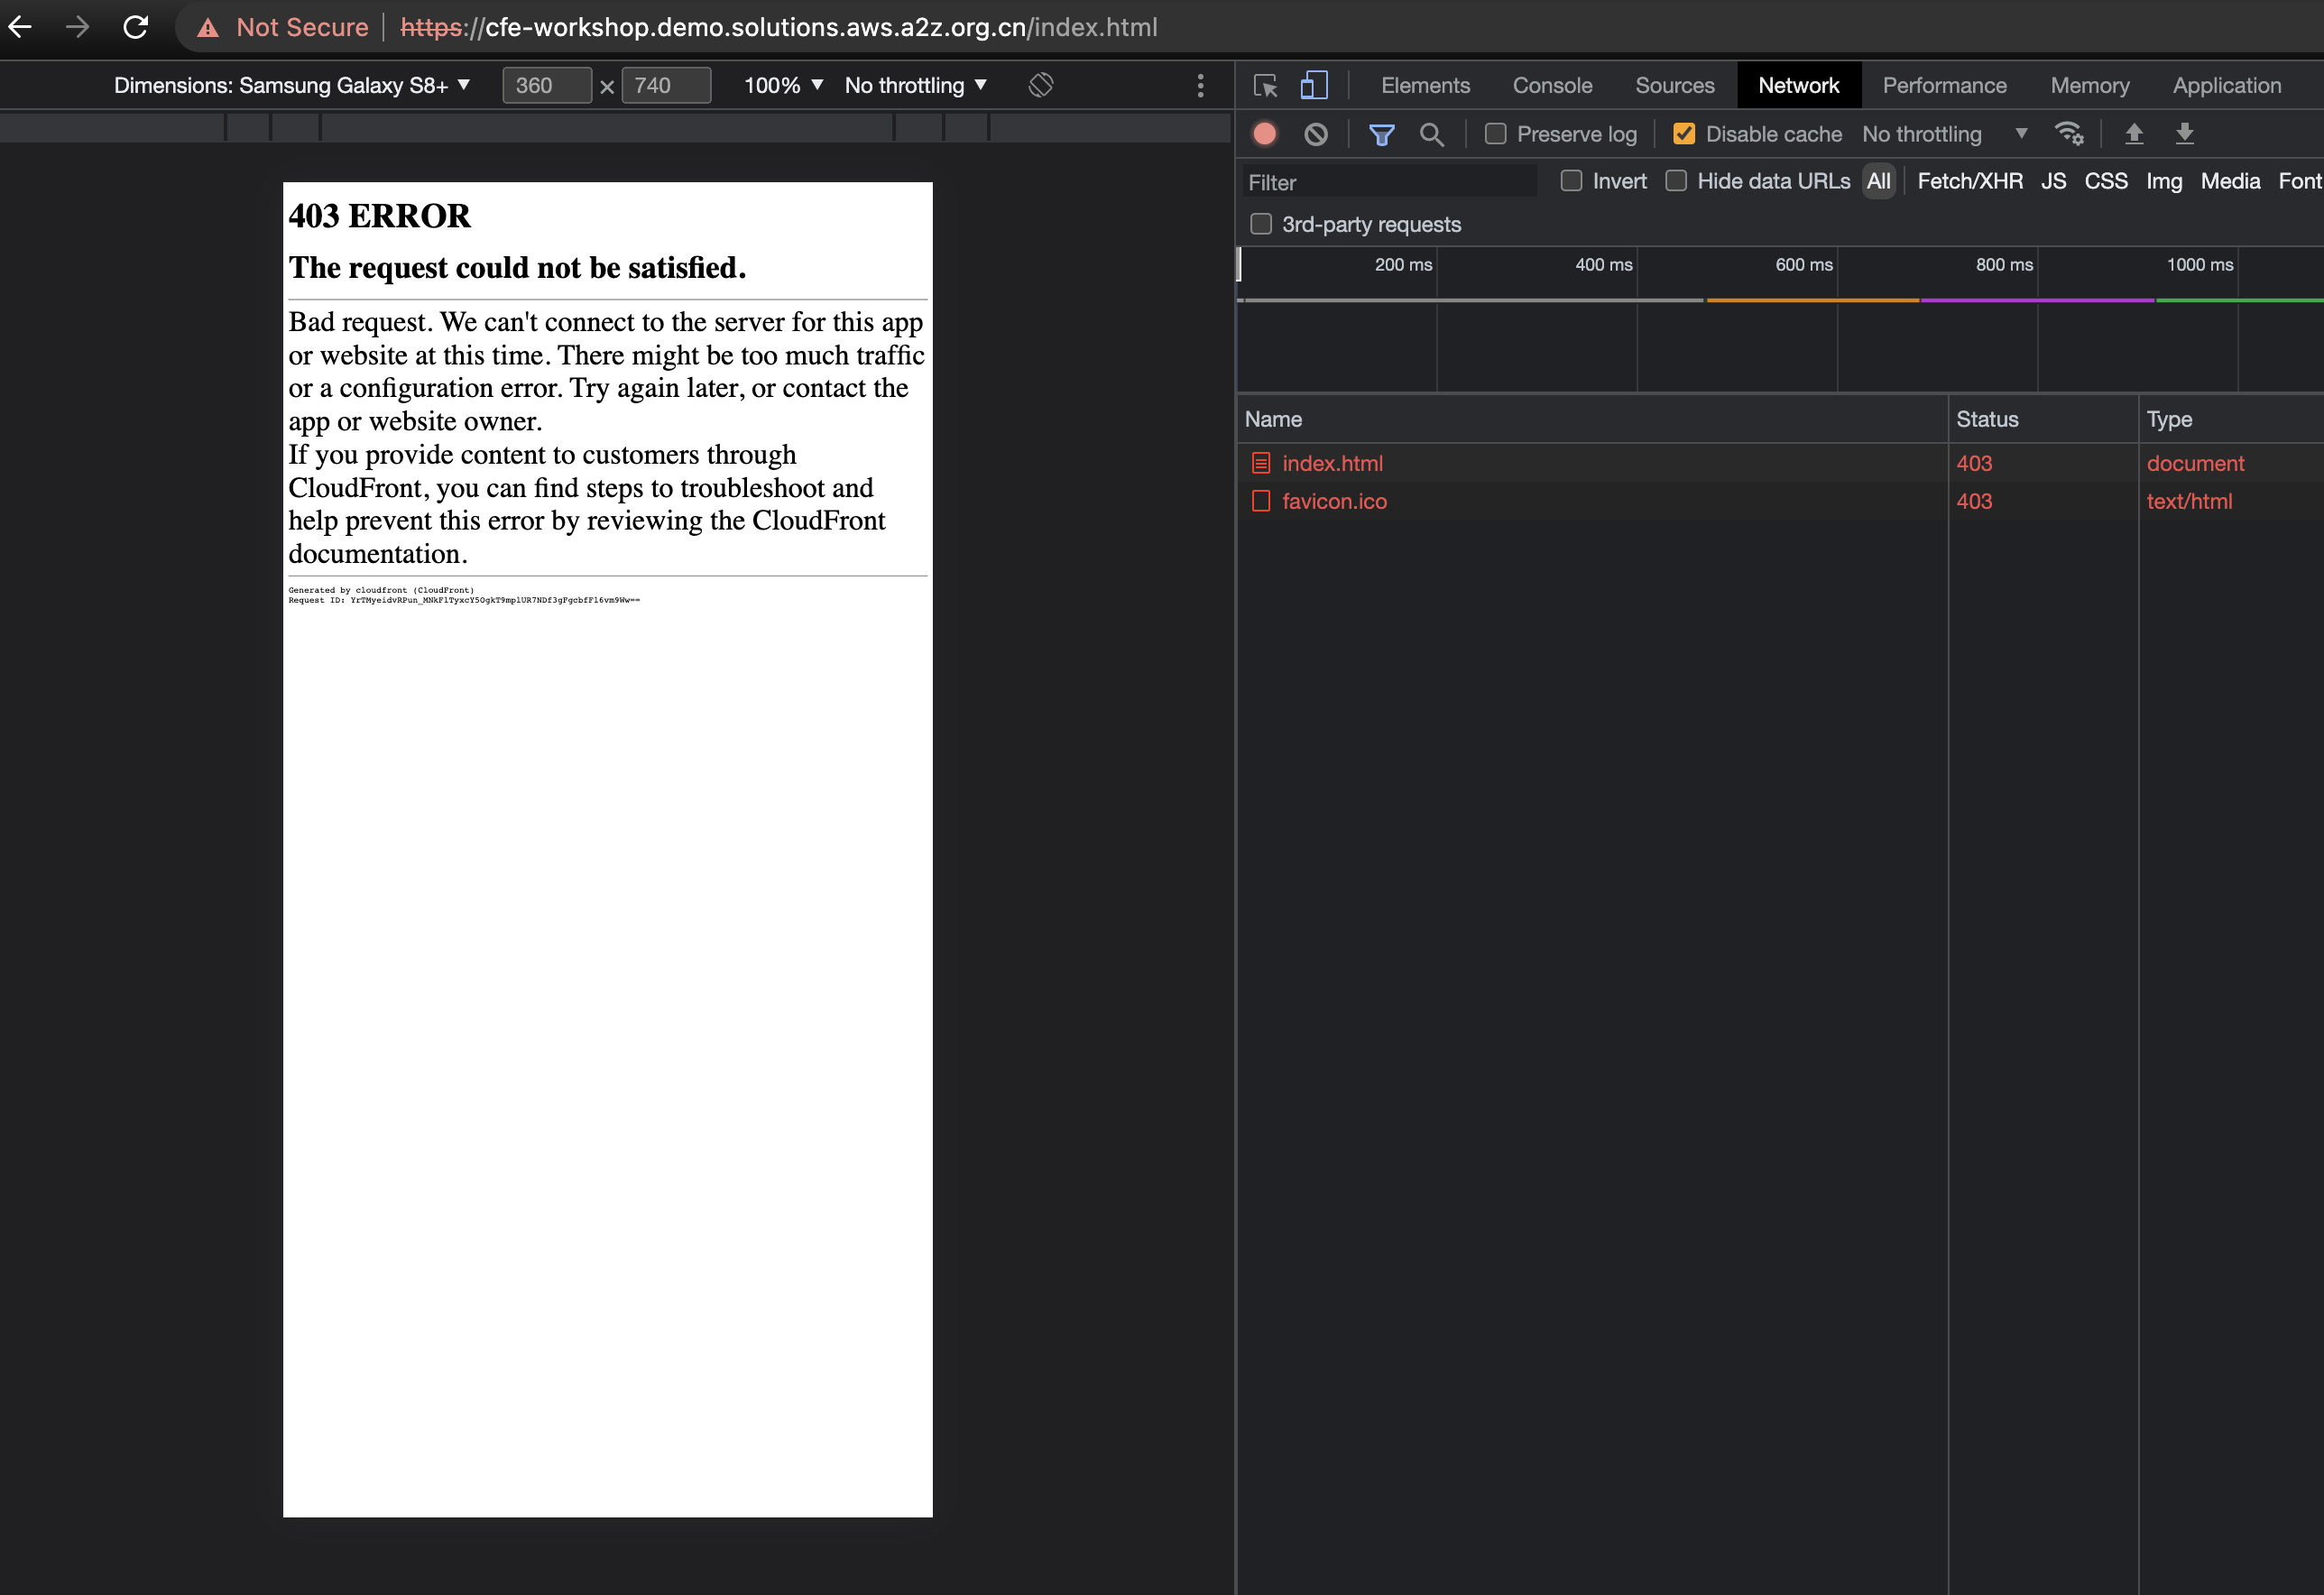 Not Secure https://cfe-workshop.demo.solutions.aws.a2z.org.cn/index.html
Dimensions: Samsung Galaxy S8+ ▼ 360 × 740 100% ▼ No throttling ▼
403 ERROR
The request could not be satisfied.
Bad request. We can't connect to the server for this app
or website at this time. There might be too much traffic
or a configuration error. Try again later, or contact the
app or website owner.
If you provide content to customers through
CloudFront, you can find steps to troubleshoot and
help prevent this error by reviewing the CloudFront
documentation.
Generated by cloudfront (CloudFront)
Request ID:
Elements Console Sources Network Performance Memory Application
Preserve log Disable cache No throttling ▼
Filter Invert Hide data URLs All Fetch/XHR JS CSS Img Media Font
3rd-party requests
200 ms 400 ms 600 ms 800 ms 1000 ms
Name Status Type
index.html 403 document
favicon.ico 403 text/html